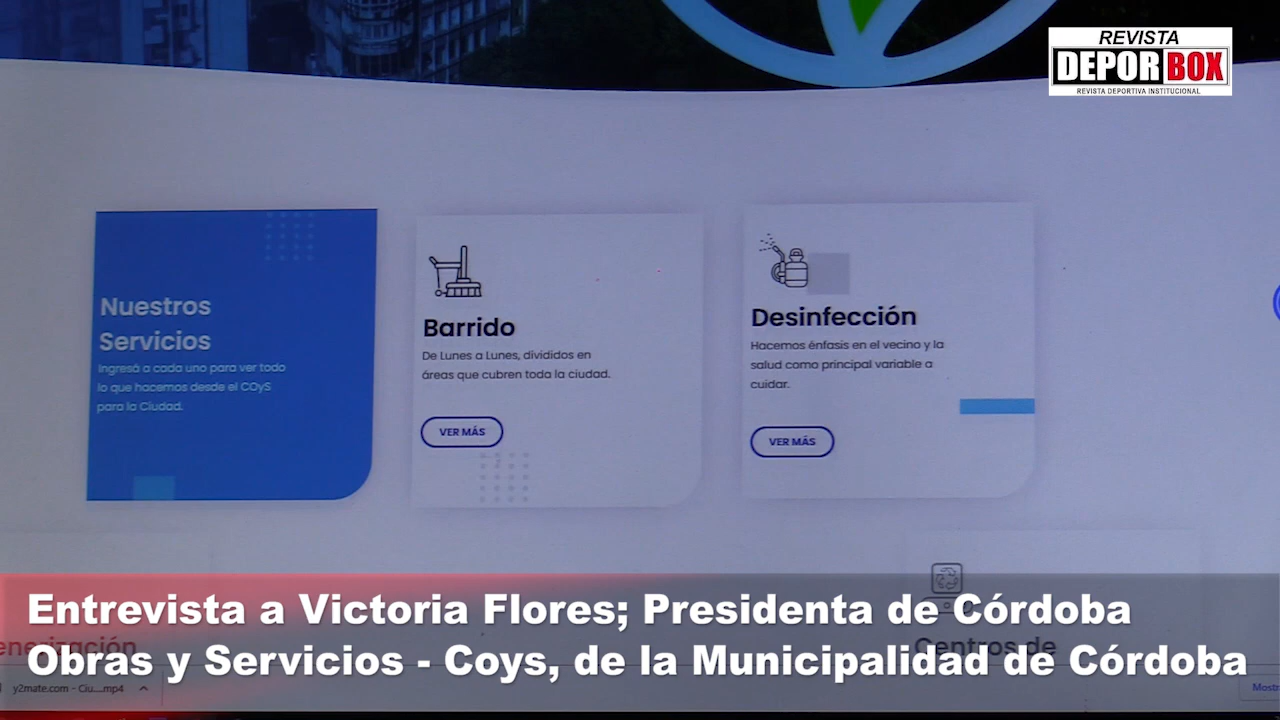 REVISTA
DEPORBOX
REVISTA DEPORTIVA INSTITUCIONAL
Nuestros
Servicios
Ingresá a cada uno para ver todo
lo que hacemos desde el COyS
para la Ciudad.
Barrido
De Lunes a Lunes, divididos en
áreas que cubren toda la ciudad.
VER MÁS
Desinfección
Hacemos énfasis en el vecino y la
salud como principal variable a
cuidar.
VER MÁS
Centros de
Entrevista a Victoria Flores; Presidenta de Córdoba
Obras y Servicios - Coys, de la Municipalidad de Córdoba
y2mate.com - Ciu....mp4